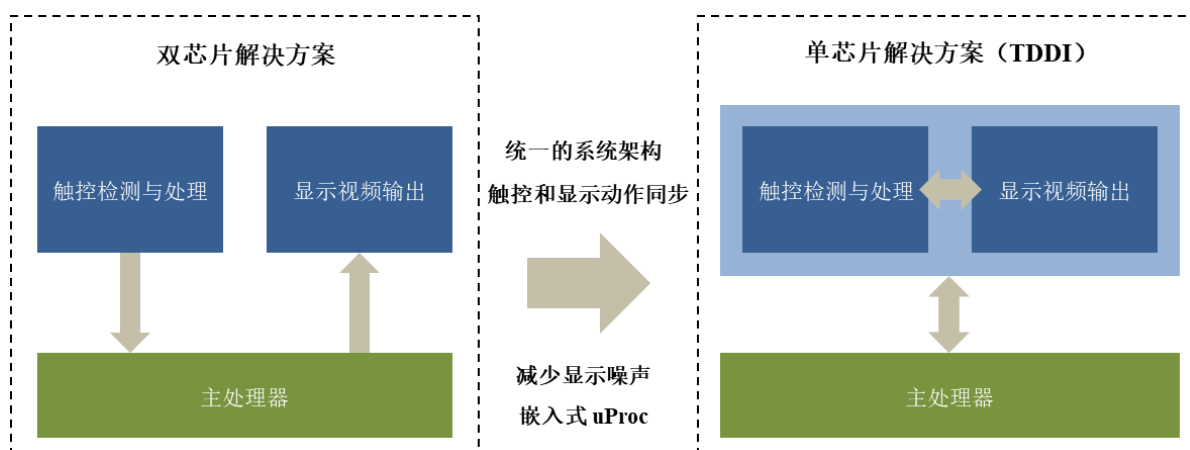 双芯片解决方案
触控检测与处理
显示视频输出
主处理器
统一的系统架构
触控和显示动作同步
减少显示噪声
嵌入式 uProc
单芯片解决方案（TDDI）
触控检测与处理
显示视频输出
主处理器